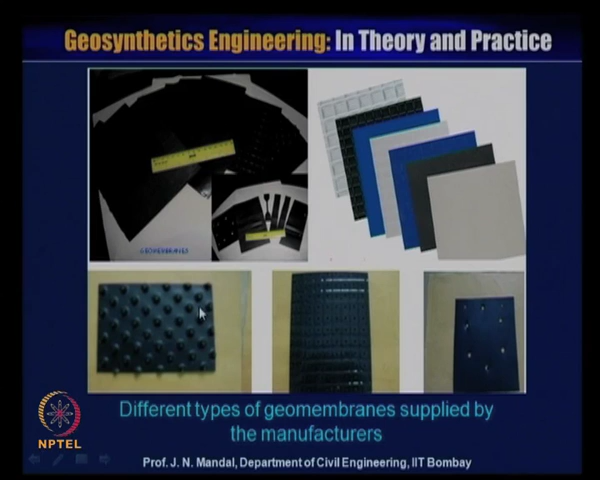 Geosynthetics Engineering: In Theory and Practice
GEOMEMBRANES
Different types of geomembranes supplied by
the manufacturers
NPTEL
Prof. J. N. Mandal, Department of Civil Engineering, IIT Bombay